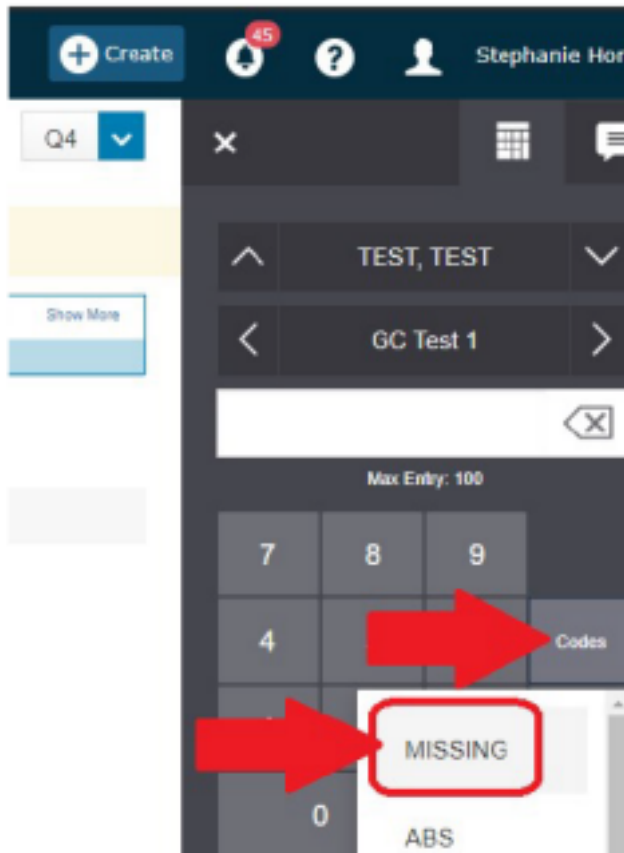 Create 45 ? Stephanie Hor
Q4
TEST, TEST
Show More
GC Test 1
Max Entry: 100
7 8 9
4 Codes
MISSING
0
ABS